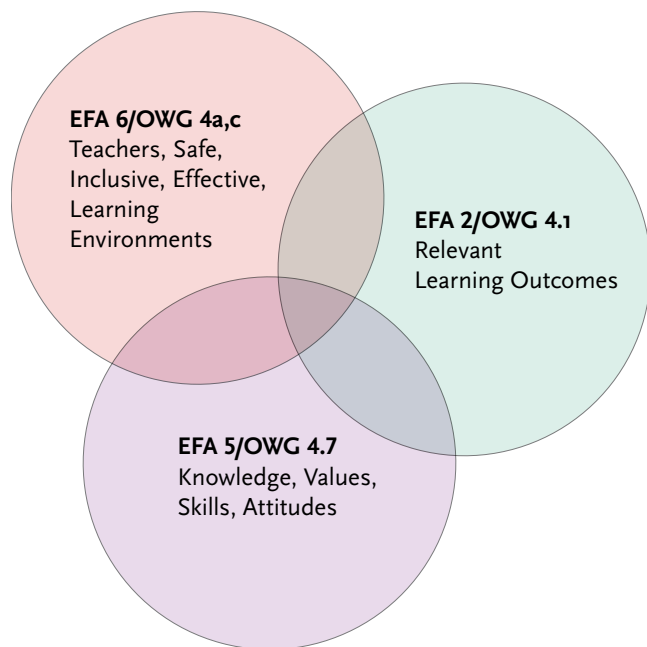 EFA 6/OWG 4a,c
Teachers, Safe,
Inclusive, Effective,
Learning
Environments
EFA 2/OWG 4.1
Relevant
Learning Outcomes
EFA 5/OWG 4.7
Knowledge, Values,
Skills, Attitudes